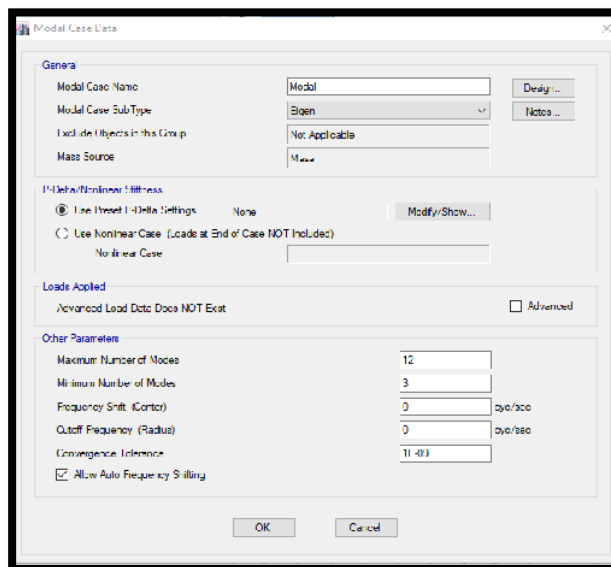 Modal Case Data
General
Modal Case Name Modal Design...
Modal Case SubType Eigen Notes...
Exclude Objects in this Group Not Applicable
Mass Source Masa
P-Delta/Nonlinear Stiffness
Use Preset P-Delta Settings None Modify/Show...
Use Nonlinear Case (Loads at End of Case NOT Included)
Nonlinear Case
Loads Applied
Advanced Load Data Does NOT Exist Advanced
Other Parameters
Maximum Number of Modes 12
Minimum Number of Modes 3
Frequency Shift (Center) 0 cyc/sec
Cutoff Frequency (Radius) 0 cyc/sec
Convergence Tolerance 1E-09
Allow Auto Frequency Shifting
OK Cancel